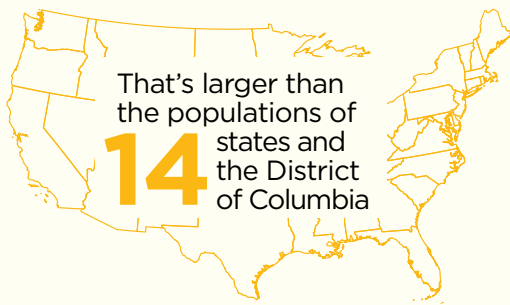 That’s larger than
the populations of
14 states and
the District
of Columbia